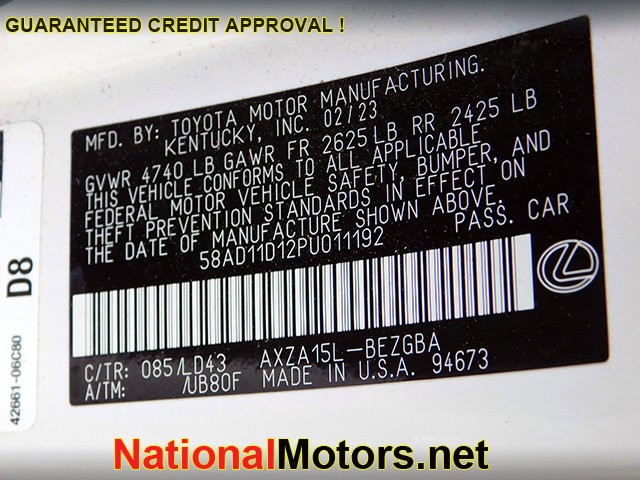 GUARANTEED CREDIT APPROVAL !
MFD. BY: TOYOTA MOTOR MANUFACTURING.
KENTUCKY, INC. 02/23
GVWR 4740 LB GAWR FR 2625 LB RR 2425 LB
THIS VEHICLE CONFORMS TO ALL APPLICABLE
FEDERAL MOTOR VEHICLE SAFETY, BUMPER, AND
THEFT PREVENTION STANDARDS IN EFFECT ON
THE DATE OF MANUFACTURE SHOWN ABOVE.
58AD11D12PU011192 PASS. CAR
C/TR: 085/LD43 AXZA15L-BEZGBA
A/TM: /UB80F MADE IN U.S.A. 94673
D8
42661-06C80
NationalMotors.net